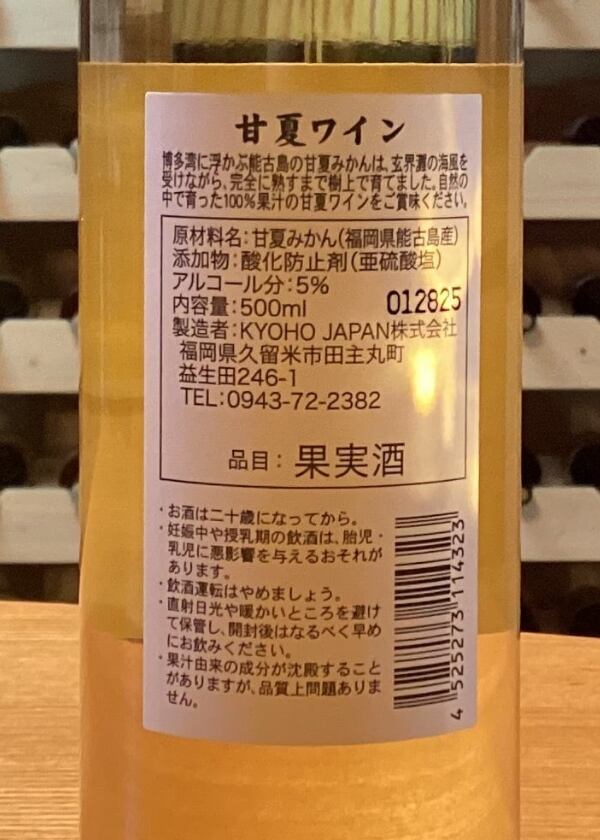 甘夏ワイン
博多湾に浮かぶ能古島の甘夏みかんは、玄界灘の海風を
受けながら、完全に熟すまで樹上で育てました。自然の
中で育った100%果汁の甘夏ワインをご賞味ください。
原材料名：甘夏みかん（福岡県能古島産）
添加物：酸化防止剤（亜硫酸塩）
アルコール分：5%
内容量：500ml 012825
製造者：KYOHO JAPAN株式会社
福岡県久留米市田主丸町
益生田246-1
TEL：0943-72-2382
品目：果実酒
・お酒は二十歳になってから。
・妊娠中や授乳期の飲酒は、胎児・
乳児に悪影響を与えるおそれが
あります。
・飲酒運転はやめましょう。
・直射日光や暖かいところを避け
て保管し、開封後はなるべく早め
にお飲みください。
・果汁由来の成分が沈殿すること
がありますが、品質上問題ありま
せん。
4 525273 114323